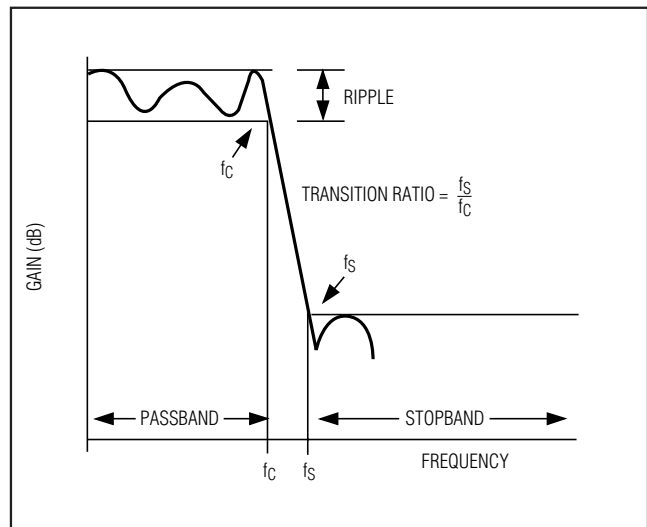 RIPPLE
fC
TRANSITION RATIO = fS/fC
GAIN (dB)
fS
PASSBAND
STOPBAND
fC
fS
FREQUENCY